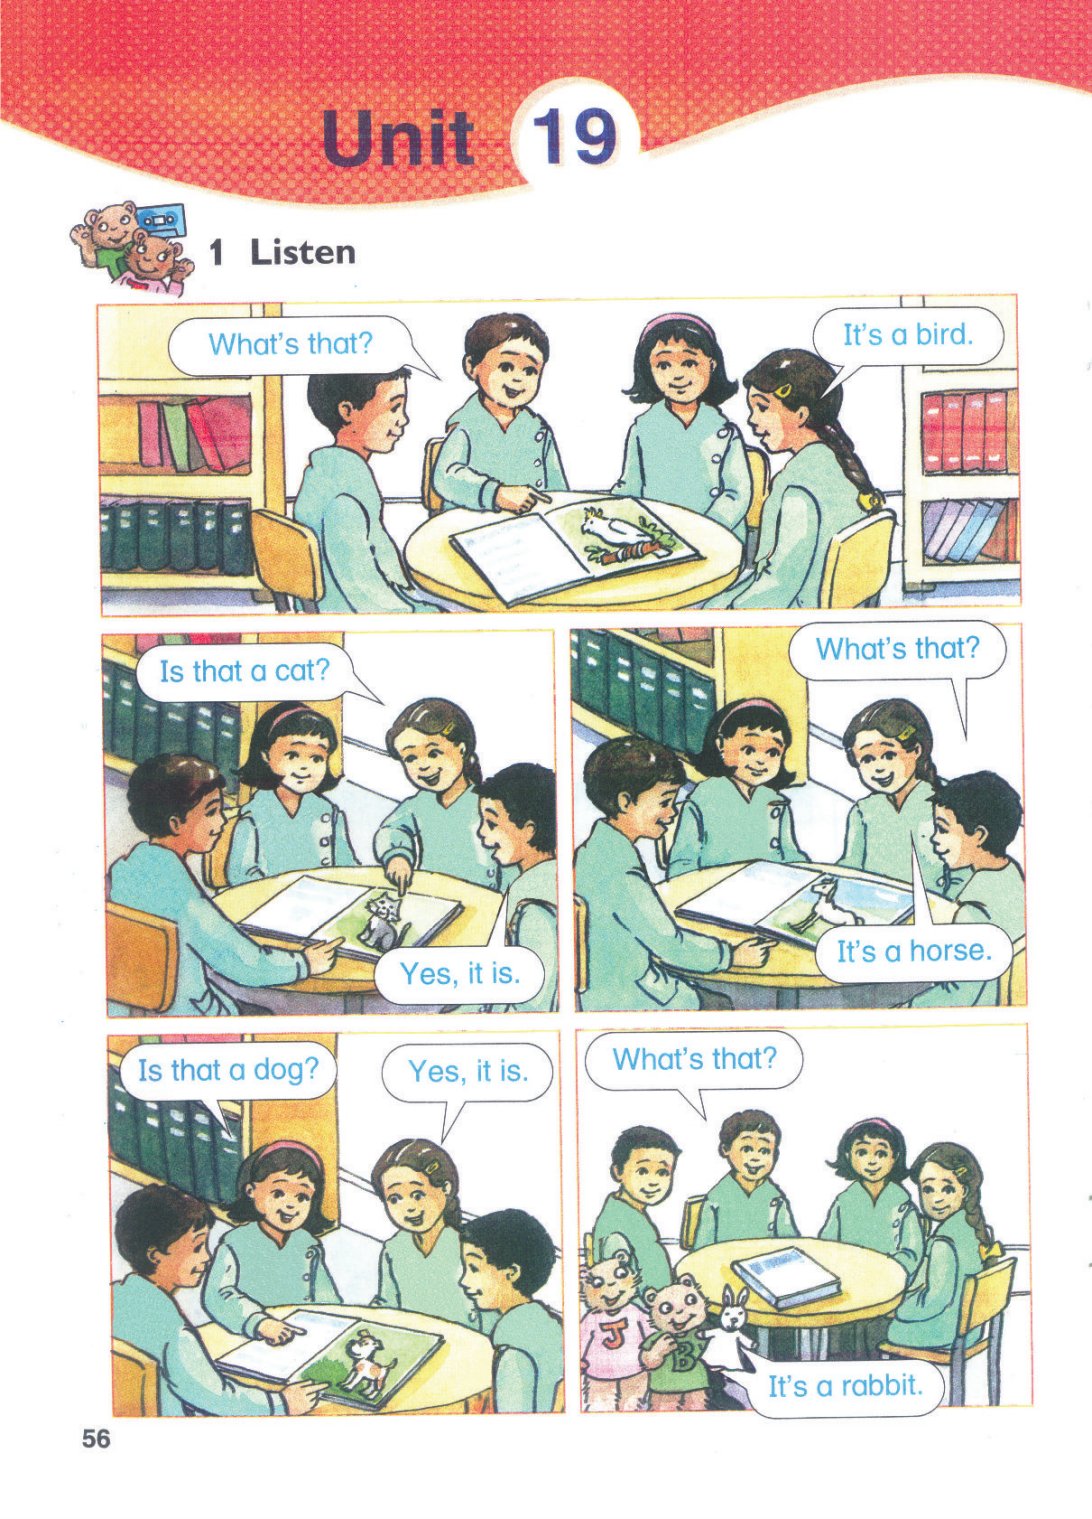 Unit 19
1 Listen
What's that?
It's a bird.
Is that a cat?
Yes, it is.
What's that?
It's a horse.
Is that a dog?
Yes, it is.
What's that?
J
B
It's a rabbit.
56